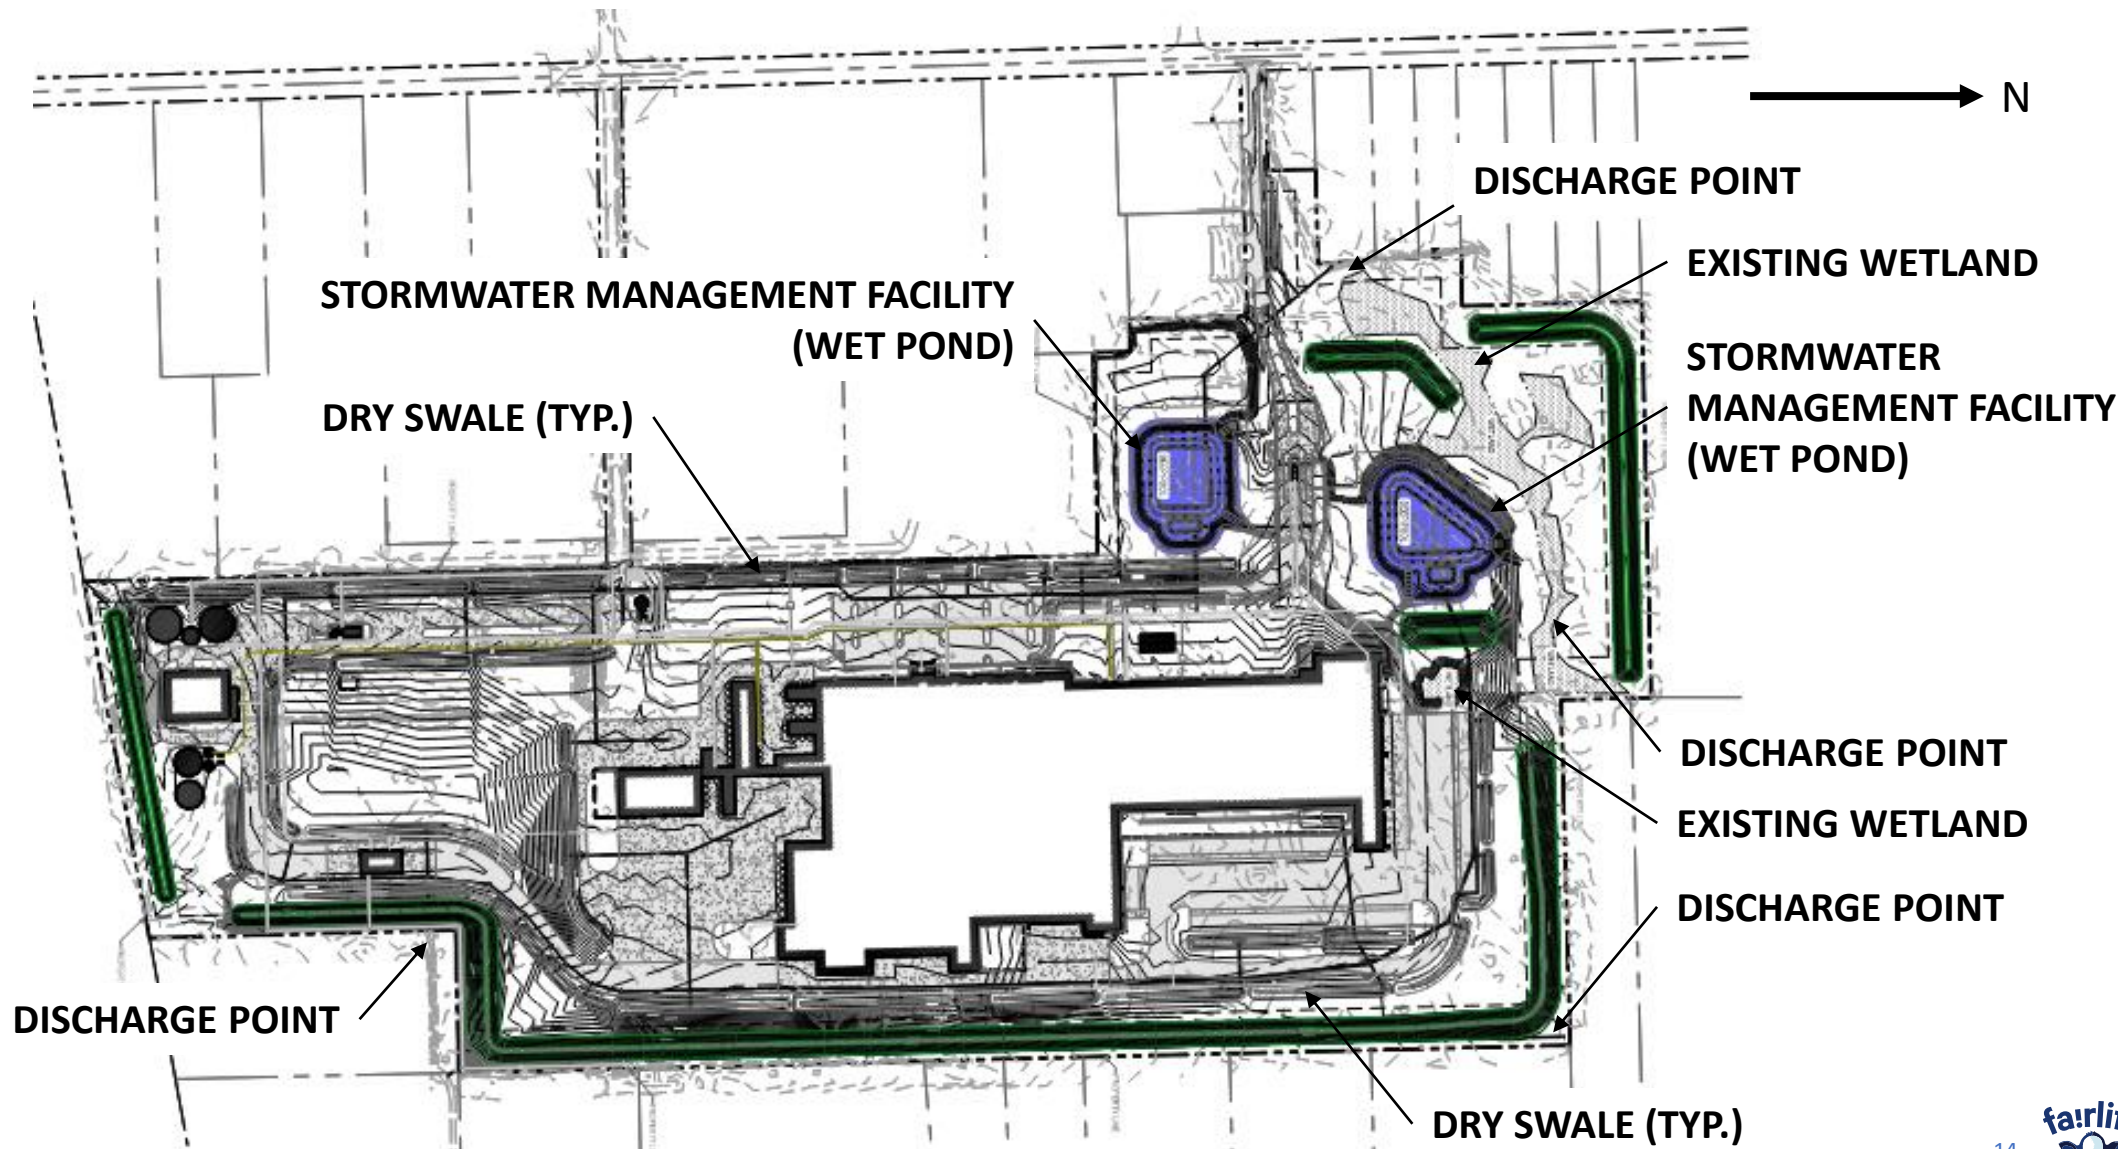 N
DISCHARGE POINT
EXISTING WETLAND
STORMWATER MANAGEMENT FACILITY
(WET POND)
STORMWATER
MANAGEMENT FACILITY
(WET POND)
DRY SWALE (TYP.)
DISCHARGE POINT
EXISTING WETLAND
DISCHARGE POINT
DISCHARGE POINT
DRY SWALE (TYP.)
14